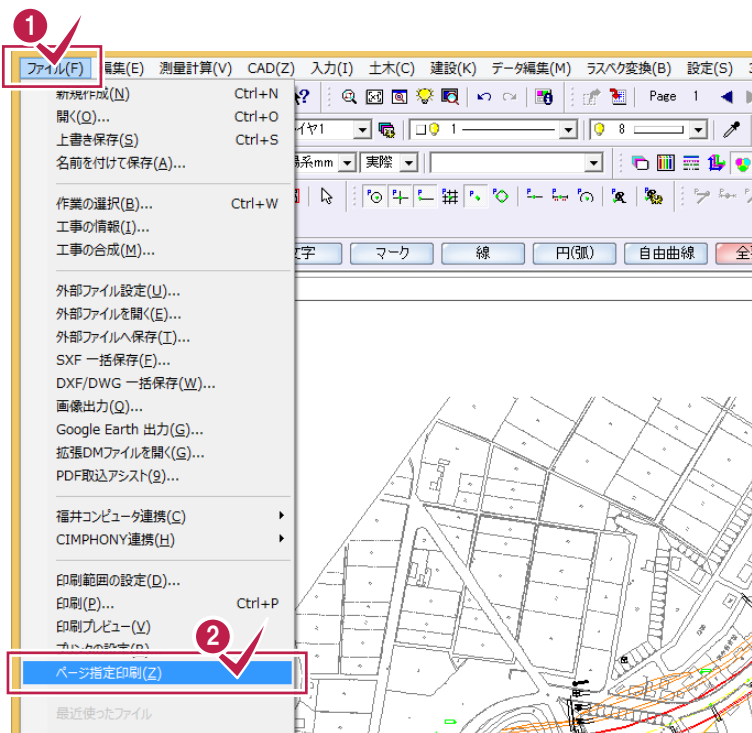 1
ファイル(F) 編集(E) 測量計算(V) CAD(Z) 入力(I) 土木(C) 建設(K) データ編集(M) ラスベク変換(B) 設定(S)
新規作成(N) Ctrl+N
開く(O)... Ctrl+O
上書き保存(S) Ctrl+S
名前を付けて保存(A)...
作業の選択(B)... Ctrl+W
工事の情報(I)...
工事の合成(M)...
外部ファイル設定(U)...
外部ファイルを開く(E)...
外部ファイルへ保存(T)...
SXF 一括保存(F)...
DXF/DWG 一括保存(W)...
画像出力(Q)...
Google Earth 出力(G)...
拡張DMファイルを開く(G)...
PDF取込アシスト(9)...
福井コンピュータ連携(C)
CIMPHONY連携(H)
印刷範囲の設定(D)...
印刷(P)... Ctrl+P
印刷プレビュー(V)
プリンタの設定(R)...
2
ページ指定印刷(Z)
最近使ったファイル
Page 1
イヤ1 1 8
系mm 実際
文字 マーク 線 円(弧) 自由曲線 全